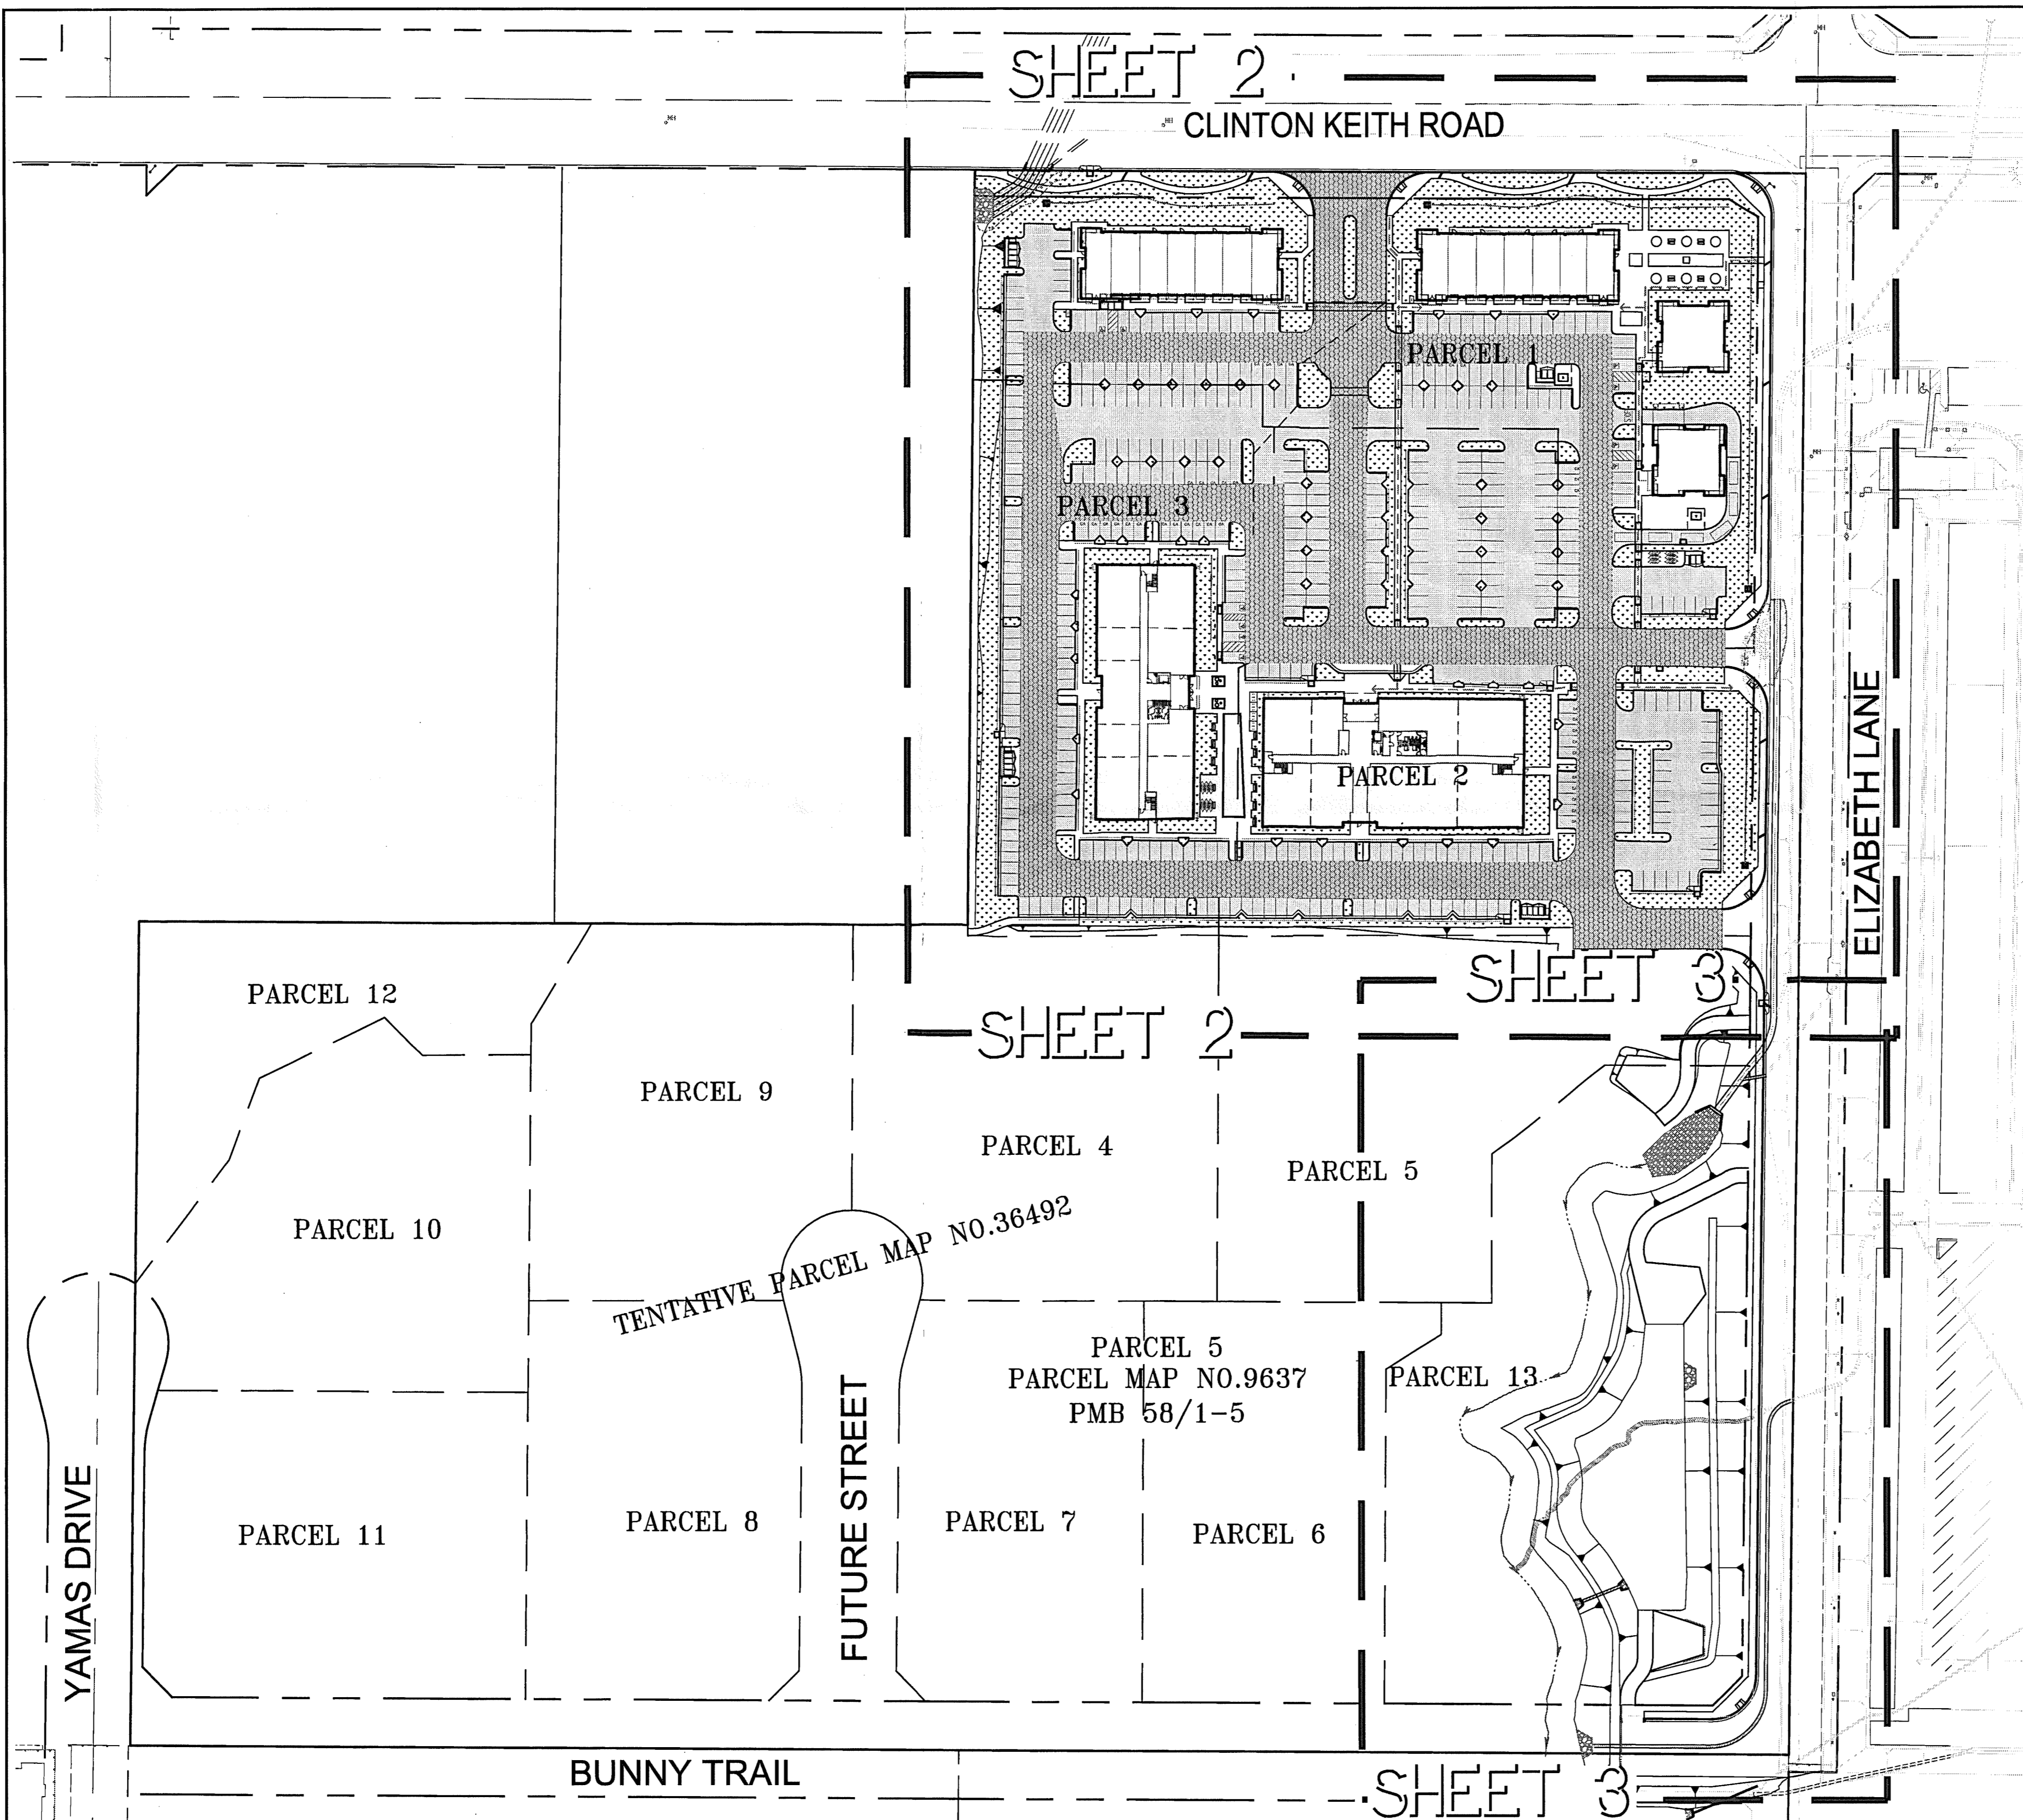 SHEET 2
CLINTON KEITH ROAD
PARCEL 1
PARCEL 3
PARCEL 2
ELIZABETH LANE
SHEET 3
PARCEL 12
SHEET 2
PARCEL 9
PARCEL 4
PARCEL 5
PARCEL 10
TENTATIVE PARCEL MAP NO.36492
PARCEL 5
PARCEL MAP NO.9637
PMB 58/1-5
PARCEL 13
YAMAS DRIVE
FUTURE STREET
PARCEL 11
PARCEL 8
PARCEL 7
PARCEL 6
BUNNY TRAIL
SHEET 3